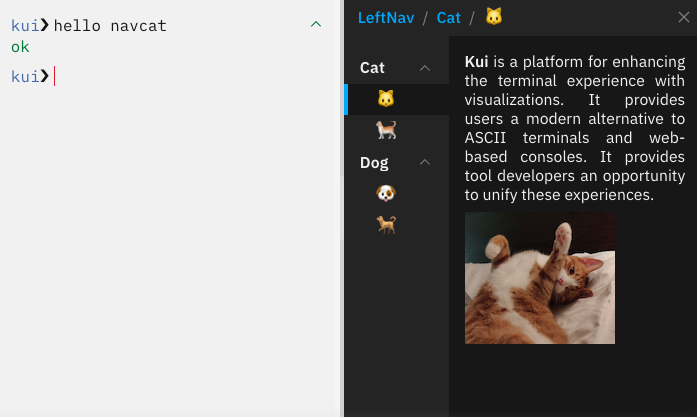 kui❯hello navcat
ok
kui❯
LeftNav / Cat / 🐱
Cat
🐱
🐈
Dog
🐶
🐕
Kui is a platform for enhancing
the terminal experience with
visualizations. It provides
users a modern alternative to
ASCII terminals and web-
based consoles. It provides
tool developers an opportunity
to unify these experiences.